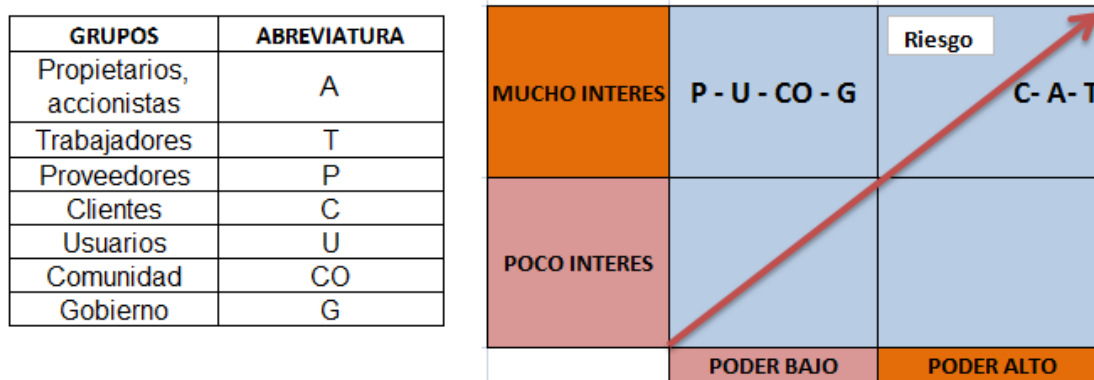 GRUPOS ABREVIATURA
Propietarios,
accionistas A
Trabajadores T
Proveedores P
Clientes C
Usuarios U
Comunidad CO
Gobierno G
Riesgo
MUCHO INTERES P - U - CO - G C- A- T
POCO INTERES
PODER BAJO PODER ALTO